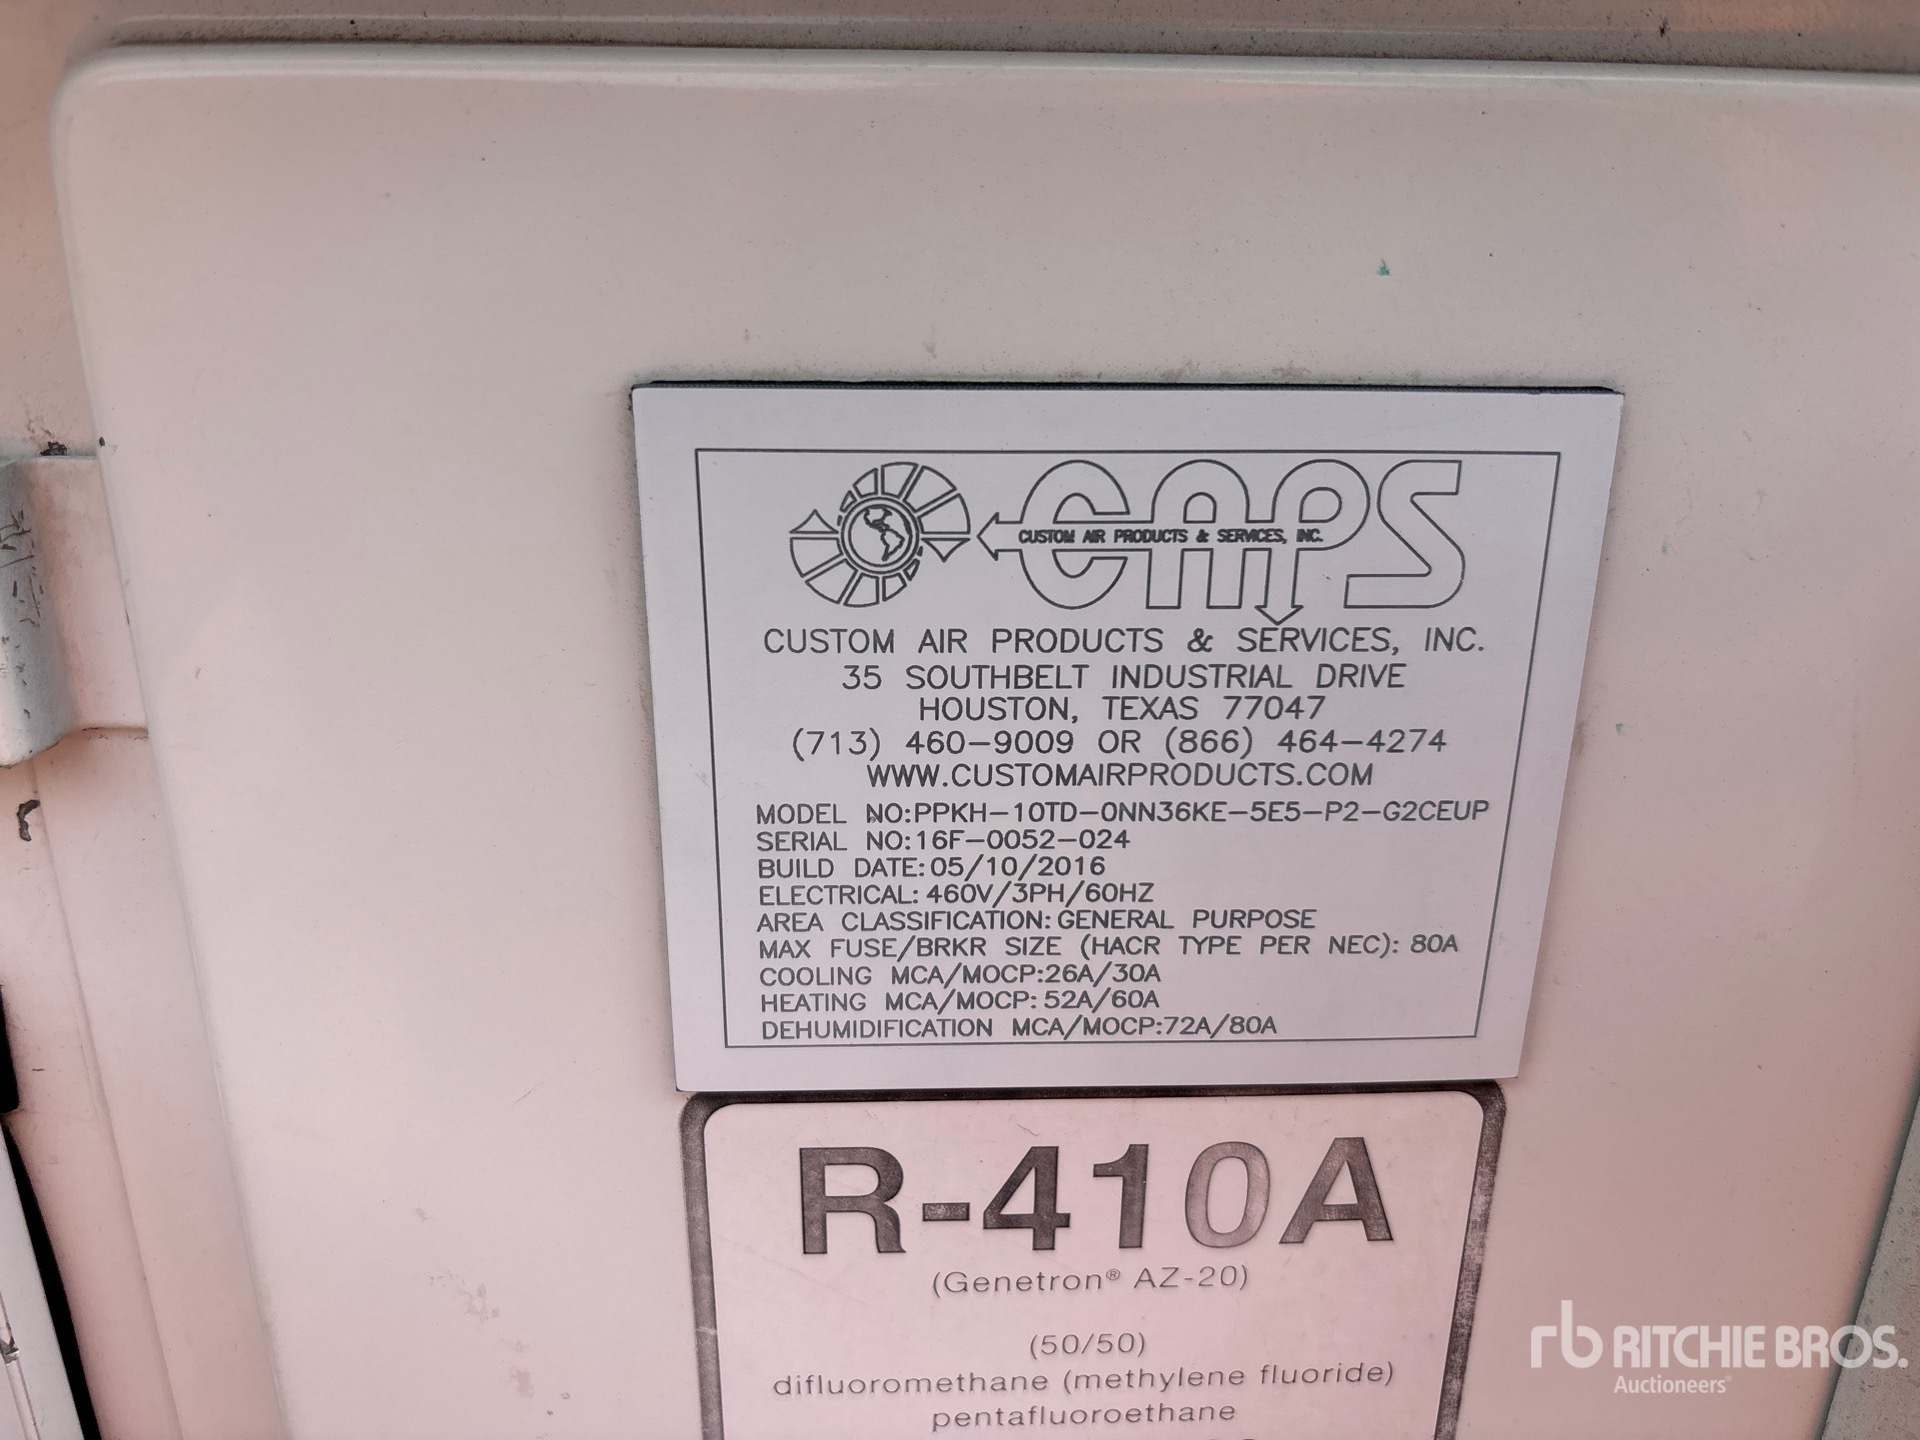 CAPS
CUSTOM AIR PRODUCTS & SERVICES, INC.
CUSTOM AIR PRODUCTS & SERVICES, INC.
35 SOUTHBELT INDUSTRIAL DRIVE
HOUSTON, TEXAS 77047
(713) 460-9009 OR (866) 464-4274
WWW.CUSTOMAIRPRODUCTS.COM
MODEL NO:PPKH-10TD-0NN36KE-5E5-P2-G2CEUP
SERIAL NO:16F-0052-024
BUILD DATE:05/10/2016
ELECTRICAL: 460V/3PH/60HZ
AREA CLASSIFICATION: GENERAL PURPOSE
MAX FUSE/BRKR SIZE (HACR TYPE PER NEC): 80A
COOLING MCA/MOCP:26A/30A
HEATING MCA/MOCP: 52A/60A
DEHUMIDIFICATION MCA/MOCP:72A/80A
R-410A
(Genetron® AZ-20)
(50/50)
difluoromethane (methylene fluoride)
pentafluoroethane
rb RITCHIE BROS.
Auctioneers